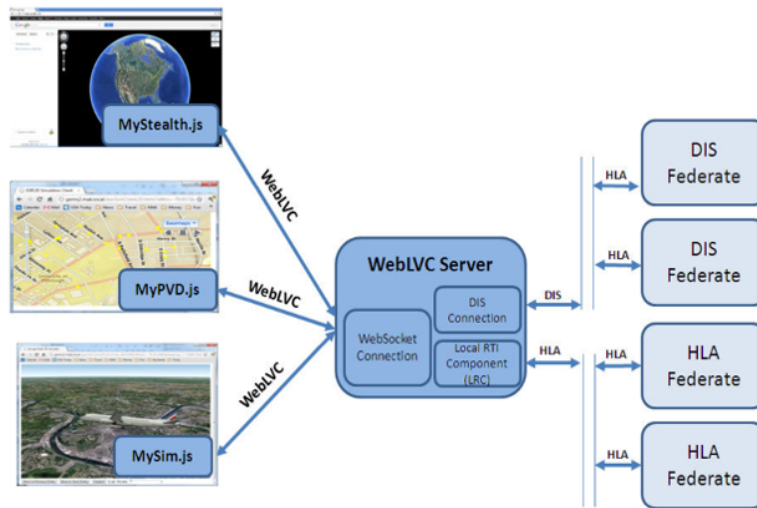 Google
MyStealth.js
WebLVC
MyPVD.js
WebLVC
MySim.js
WebLVC
WebLVC Server
WebSocket
Connection
DIS
Connection
Local RTI
Component
(LRC)
DIS
HLA
HLA
DIS
Federate
HLA
DIS
Federate
HLA
HLA
Federate
HLA
HLA
Federate